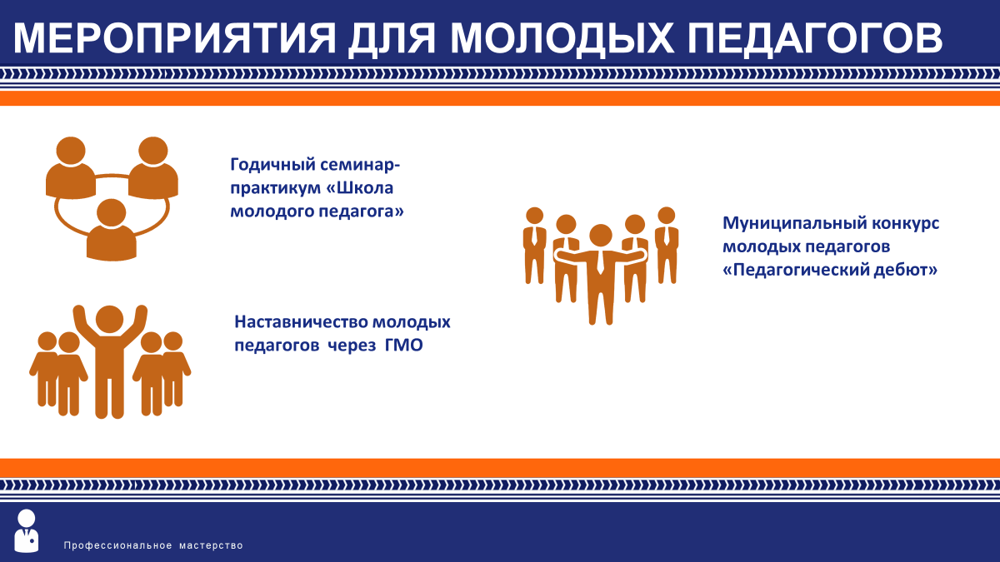 МЕРОПРИЯТИЯ ДЛЯ МОЛОДЫХ ПЕДАГОГОВ
Годичный семинар-
практикум «Школа
молодого педагога»
Муниципальный конкурс
молодых педагогов
«Педагогический дебют»
Наставничество молодых
педагогов через ГМО
Профессиональное мастерство